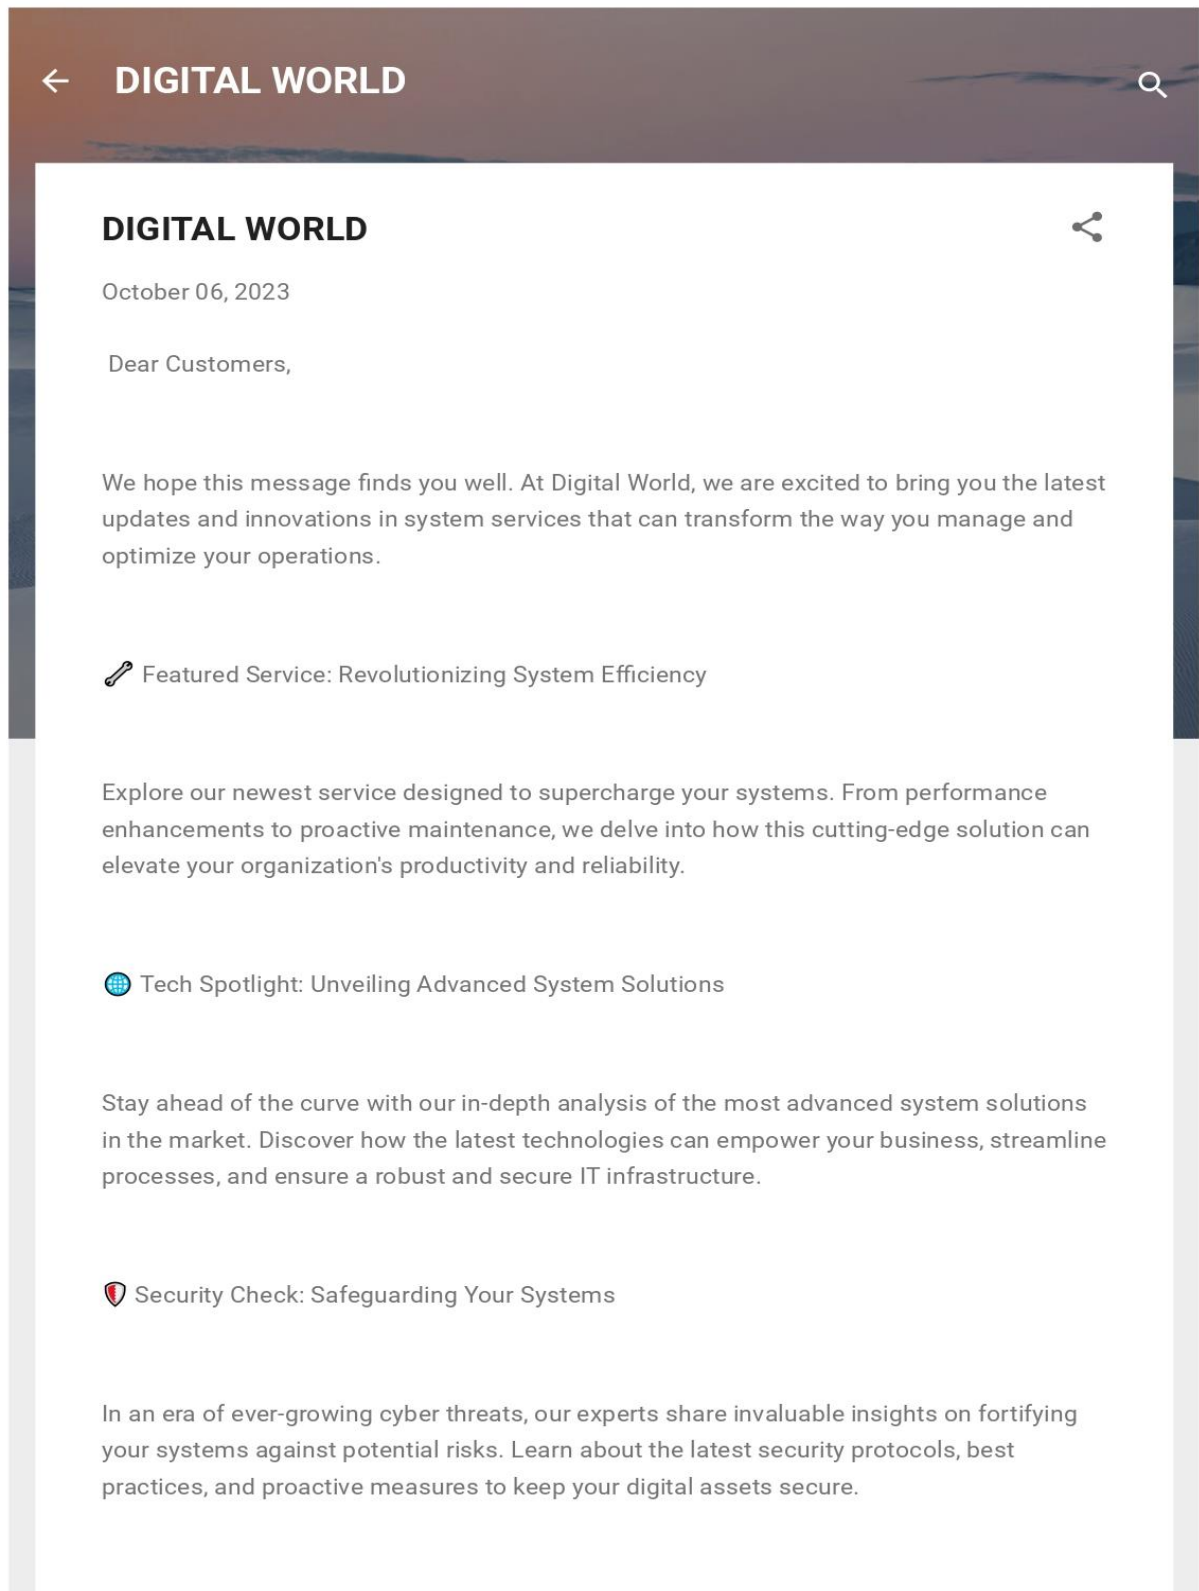 DIGITAL WORLD
DIGITAL WORLD
October 06, 2023
Dear Customers,
We hope this message finds you well. At Digital World, we are excited to bring you the latest
updates and innovations in system services that can transform the way you manage and
optimize your operations.
🔧 Featured Service: Revolutionizing System Efficiency
Explore our newest service designed to supercharge your systems. From performance
enhancements to proactive maintenance, we delve into how this cutting-edge solution can
elevate your organization's productivity and reliability.
🌐 Tech Spotlight: Unveiling Advanced System Solutions
Stay ahead of the curve with our in-depth analysis of the most advanced system solutions
in the market. Discover how the latest technologies can empower your business, streamline
processes, and ensure a robust and secure IT infrastructure.
🛡 Security Check: Safeguarding Your Systems
In an era of ever-growing cyber threats, our experts share invaluable insights on fortifying
your systems against potential risks. Learn about the latest security protocols, best
practices, and proactive measures to keep your digital assets secure.